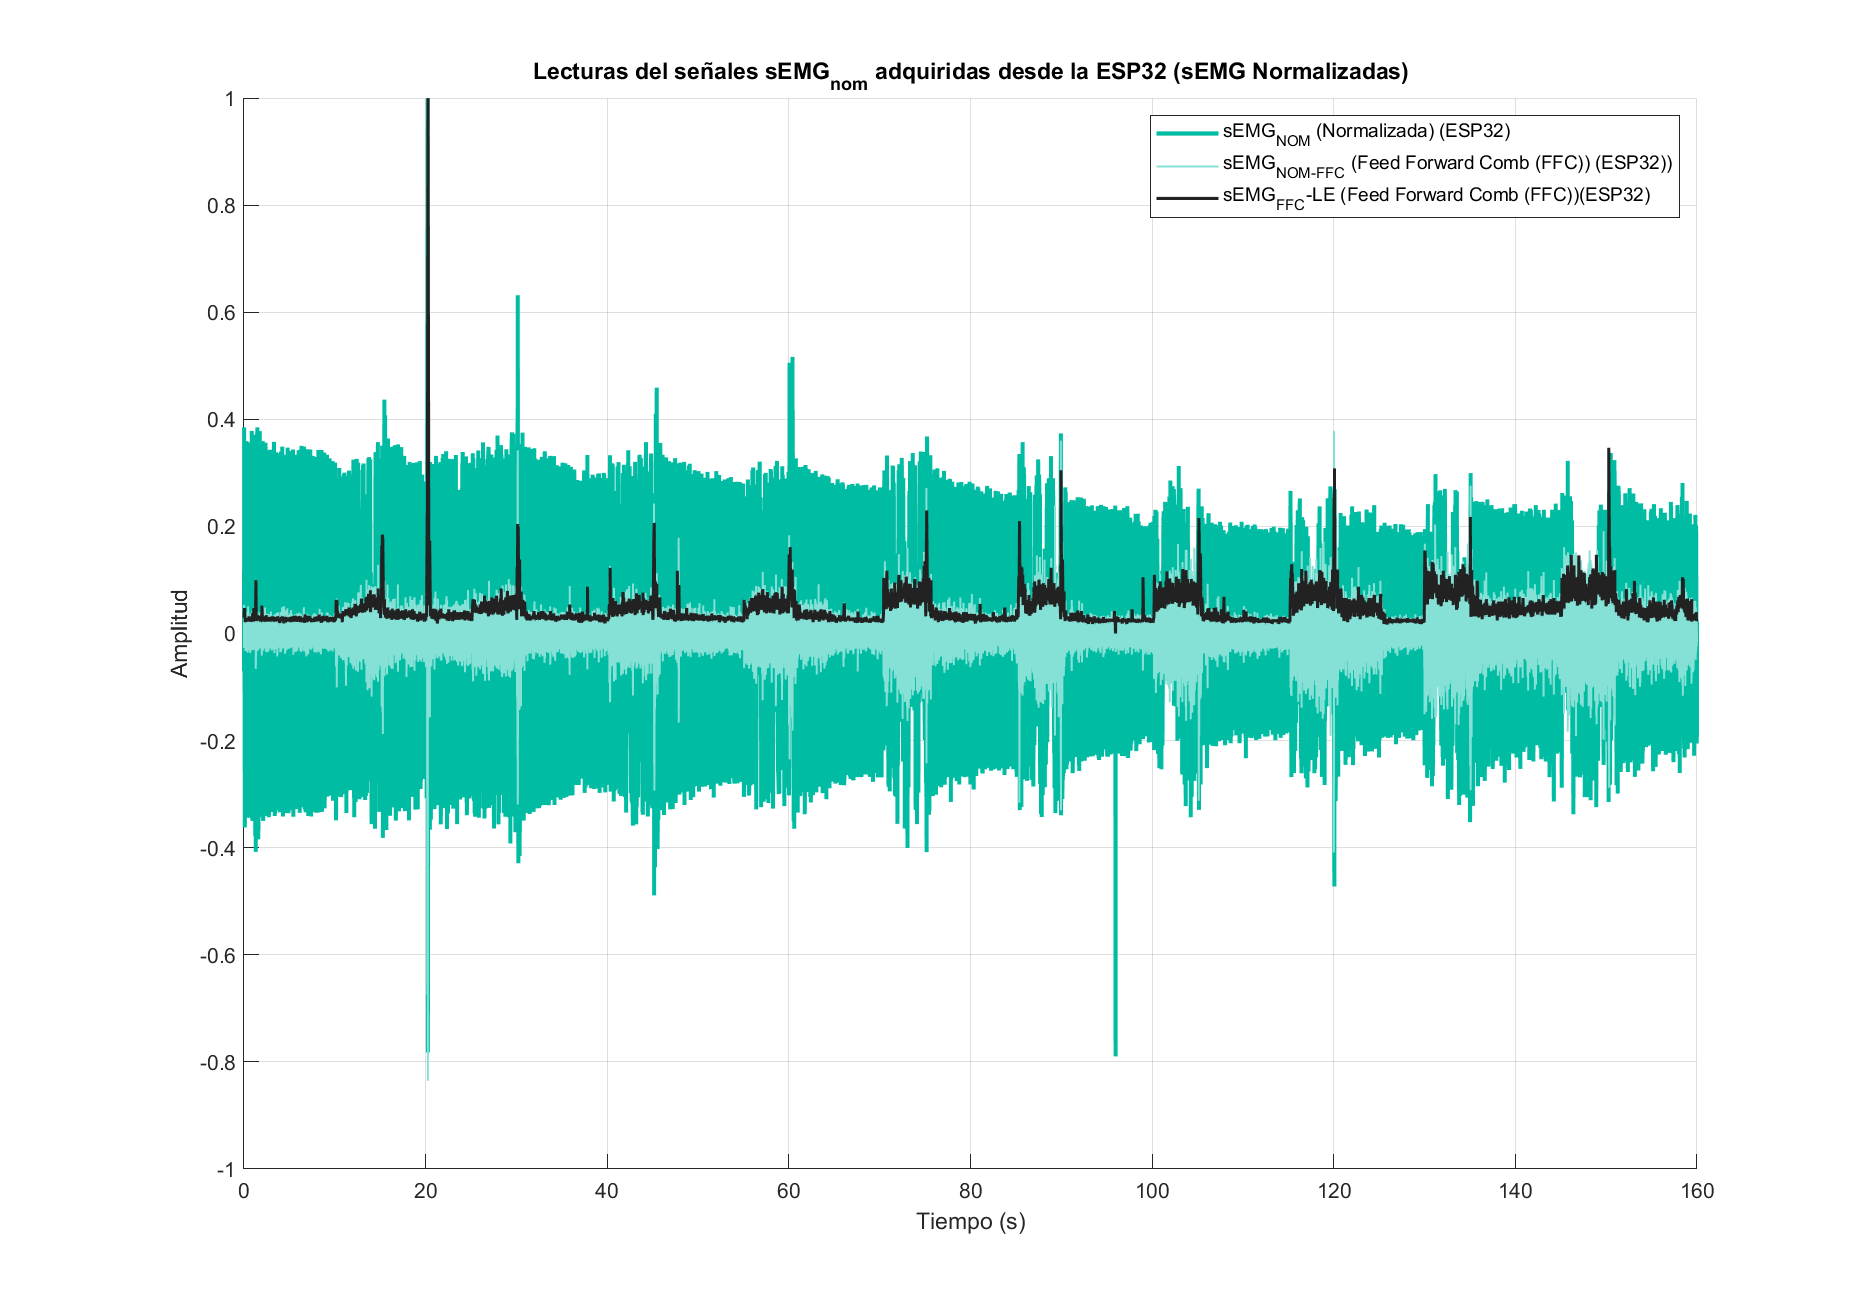 Lecturas del señales sEMGnom adquiridas desde la ESP32 (sEMG Normalizadas)
sEMGNOM (Normalizada) (ESP32)
sEMGNOM-FFC (Feed Forward Comb (FFC)) (ESP32))
sEMGFFC-LE (Feed Forward Comb (FFC))(ESP32)
1
0.8
0.6
0.4
0.2
0
-0.2
-0.4
-0.6
-0.8
-1
Amplitud
0 20 40 60 80 100 120 140 160
Tiempo (s)